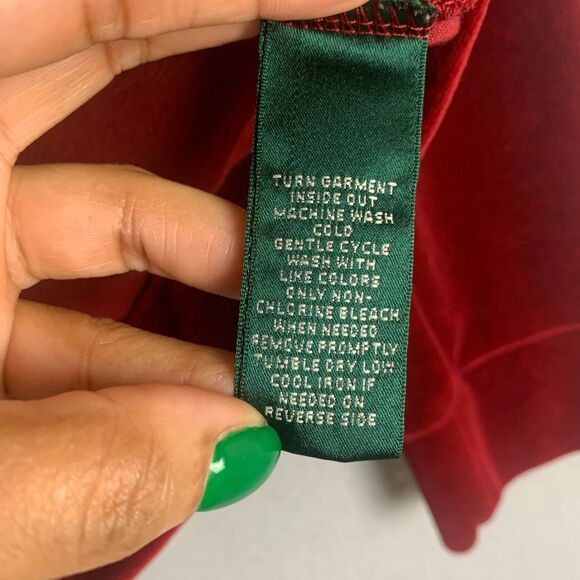 TURN GARMENT
INSIDE OUT
MACHINE WASH
COLD
GENTLE CYCLE
WASH WITH
LIKE COLORS
ONLY NON-
CHLORINE BLEACH
WHEN NEEDED
REMOVE PROMPTLY
TUMBLE DRY LOW
COOL IRON IF
NEEDED ON
REVERSE SIDE